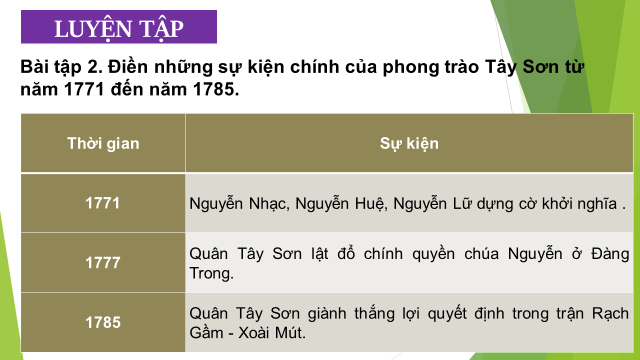 LUYỆN TẬP
Bài tập 2. Điền những sự kiện chính của phong trào Tây Sơn từ
năm 1771 đến năm 1785.
Thời gian
Sự kiện
1771
Nguyễn Nhạc, Nguyễn Huệ, Nguyễn Lữ dựng cờ khởi nghĩa .
1777
Quân Tây Sơn lật đổ chính quyền chúa Nguyễn ở Đàng
Trong.
1785
Quân Tây Sơn giành thắng lợi quyết định trong trận Rạch
Gầm - Xoài Mút.